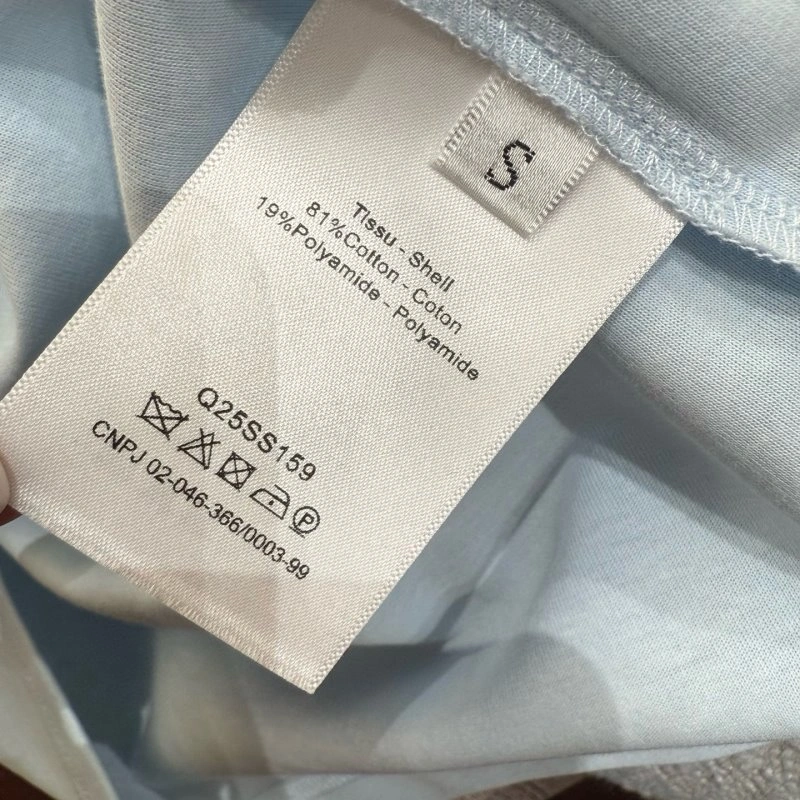 S
Tissu - Shell
81%Cotton - Coton
19%Polyamide - Polyamide
Q25SS159
P
CNPJ 02-046-366/0003-99